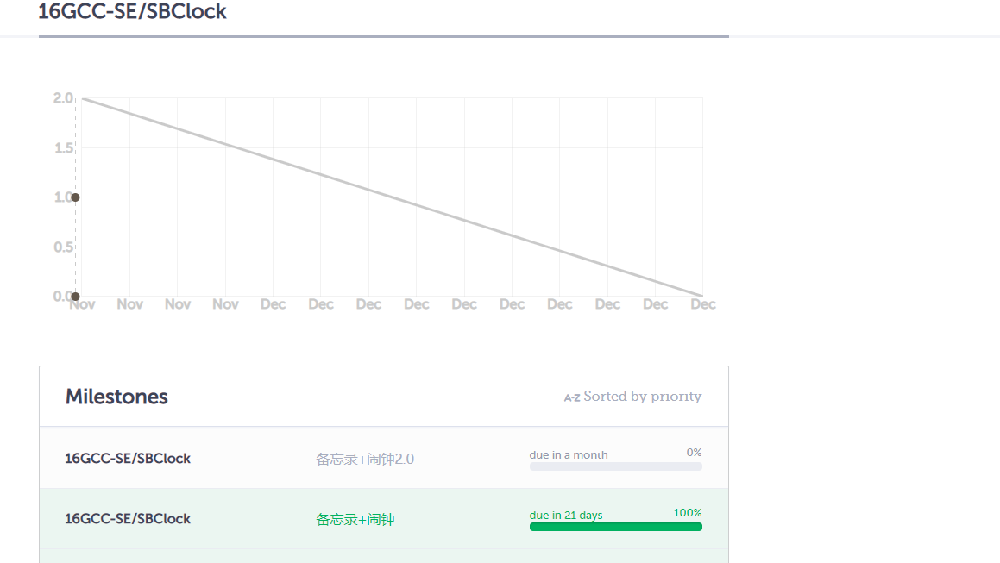 16GCC-SE/SBClock
2.0
1.5
1.0
0.5
0.0
Nov Nov Nov Nov Dec Dec Dec Dec Dec Dec Dec Dec Dec Dec
Milestones A-Z Sorted by priority
16GCC-SE/SBClock 备忘录+闹钟2.0 due in a month 0%
16GCC-SE/SBClock 备忘录+闹钟 due in 21 days 100%